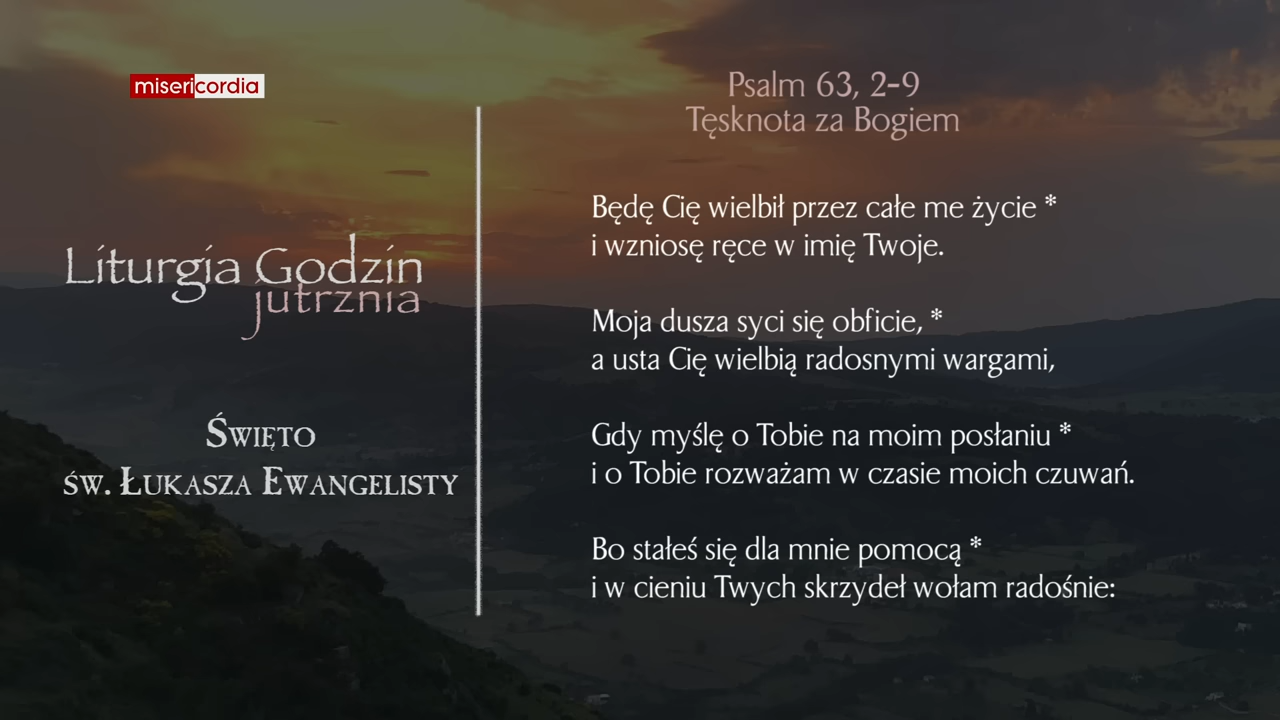 misericordia
Liturgia Godzin
jutrznia
Święto
św. Łukasza Ewangelisty
Psalm 63, 2-9
Tęsknota za Bogiem
Będę Cię wielbił przez całe me życie *
i wzniosę ręce w imię Twoje.
Moja dusza syci się obficie, *
a usta Cię wielbią radosnymi wargami,
Gdy myślę o Tobie na moim posłaniu *
i o Tobie rozważam w czasie moich czuwań.
Bo stałeś się dla mnie pomocą *
i w cieniu Twych skrzydeł wołam radośnie: